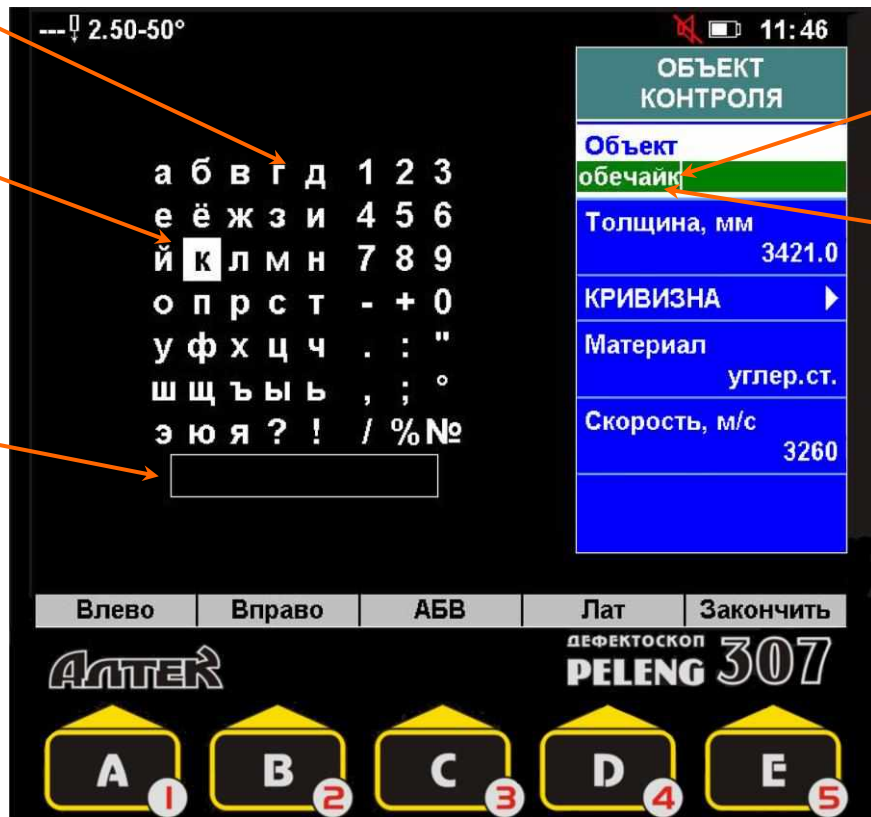 --- 2.50-50°
11:46
ОБЪЕКТ
КОНТРОЛЯ
Объект
обечайк
Толщина, мм
3421.0
КРИВИЗНА
Материал
углер.ст.
Скорость, м/с
3260
а б в г д 1 2 3
е ё ж з и 4 5 6
й к л м н 7 8 9
о п р с т - + 0
у ф х ц ч . : "
ш щ ъ ы ь , ; °
э ю я ? ! / % №
Влево Вправо АБВ Лат Закончить
АЛТЕК
ДЕФЕКТОСКОП
PELENG 307
A B C D E
1 2 3 4 5